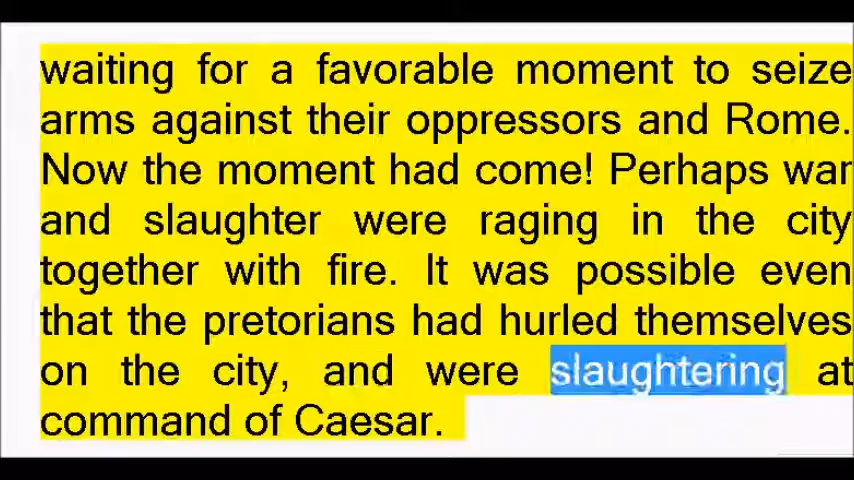 waiting for a favorable moment to seize
arms against their oppressors and Rome.
Now the moment had come! Perhaps war
and slaughter were raging in the city
together with fire. It was possible even
that the pretorians had hurled themselves
on the city, and were slaughtering at
command of Caesar.